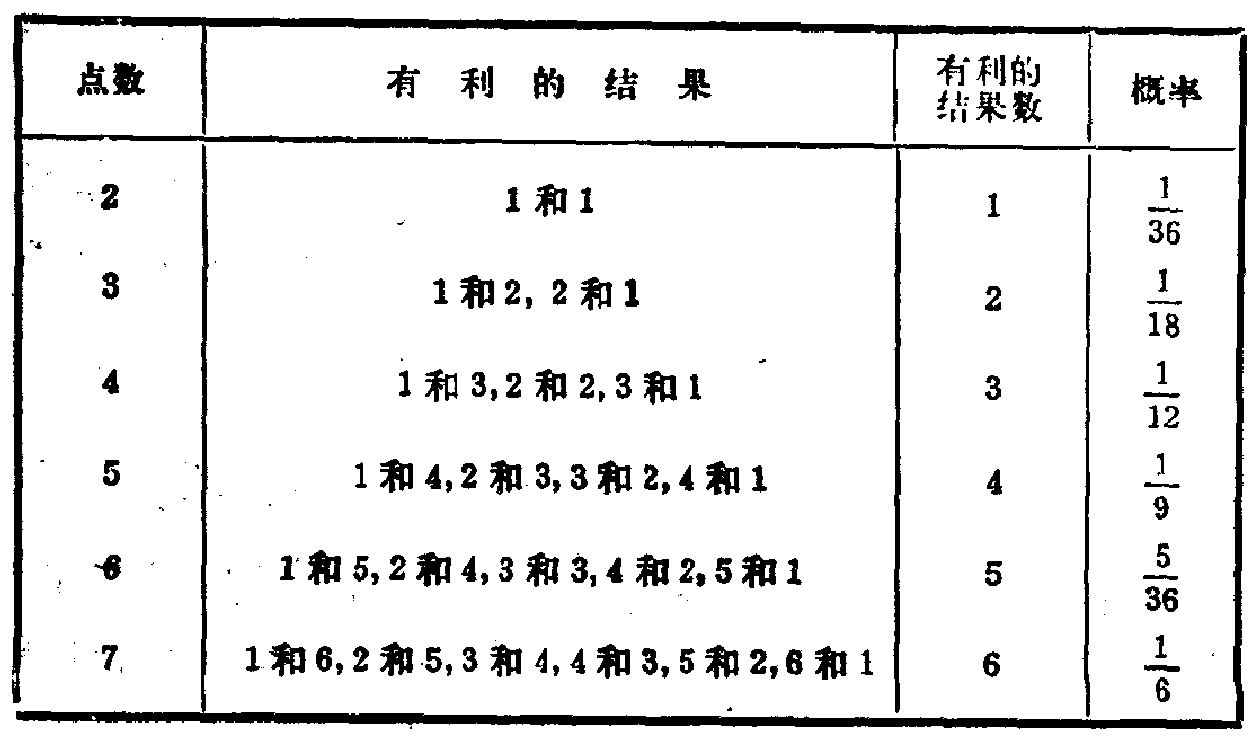 点数 有利的结果 有利的结果数 概率
2 1和1 1 1/36
3 1和2, 2和1 2 1/18
4 1和3,2和2,3和1 3 1/12
5 1和4,2和3,3和2,4和1 4 1/9
6 1和5,2和4,3和3,4和2,5和1 5 5/36
7 1和6,2和5,3和4,4和3,5和2,6和1 6 1/6